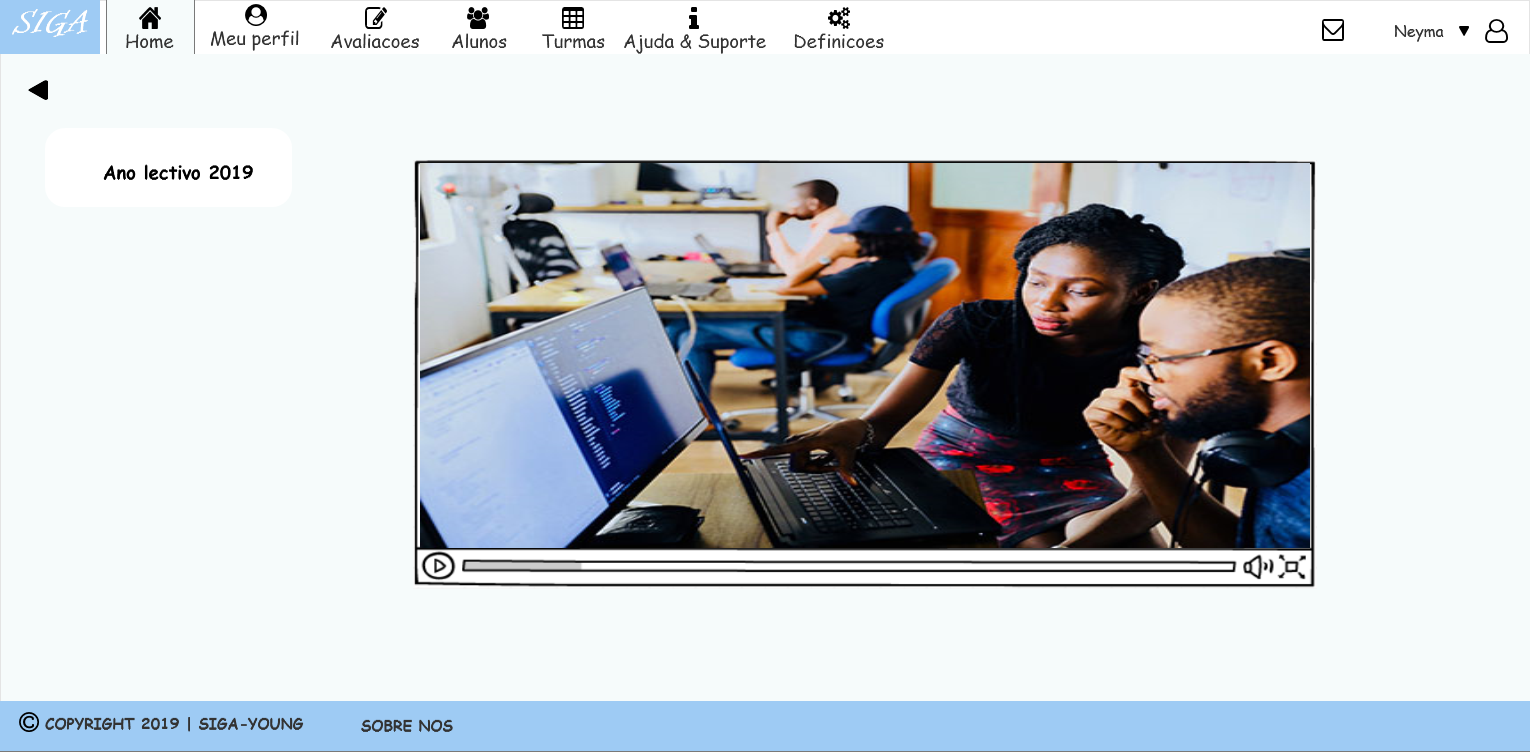 SIGA
Home
Meu perfil
Avaliacoes
Alunos
Turmas
Ajuda & Suporte
Definicoes
Neyma
Ano lectivo 2019
© COPYRIGHT 2019 | SIGA-YOUNG
SOBRE NOS